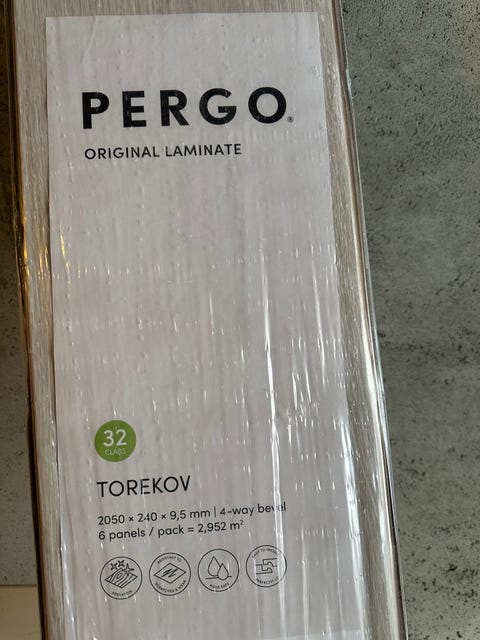 PERGO®
ORIGINAL LAMINATE
32
CLASS
TOREKOV
2050 × 240 × 9,5 mm | 4-way bevel
6 panels / pack = 2,952 m²